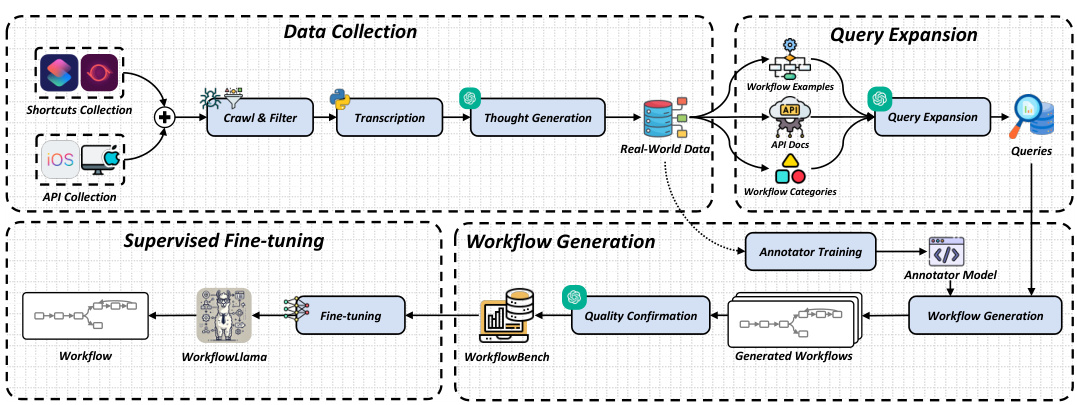 Data Collection
Shortcuts Collection
iOS
API Collection
Crawl & Filter
Transcription
Thought Generation
Real-World Data
Query Expansion
Workflow Examples
API
API Docs
Workflow Categories
Query Expansion
Queries
Supervised Fine-tuning
Workflow
WorkflowLlama
Fine-tuning
Workflow Generation
Annotator Training
Annotator Model
Workflow Generation
Generated Workflows
Quality Confirmation
WorkflowBench